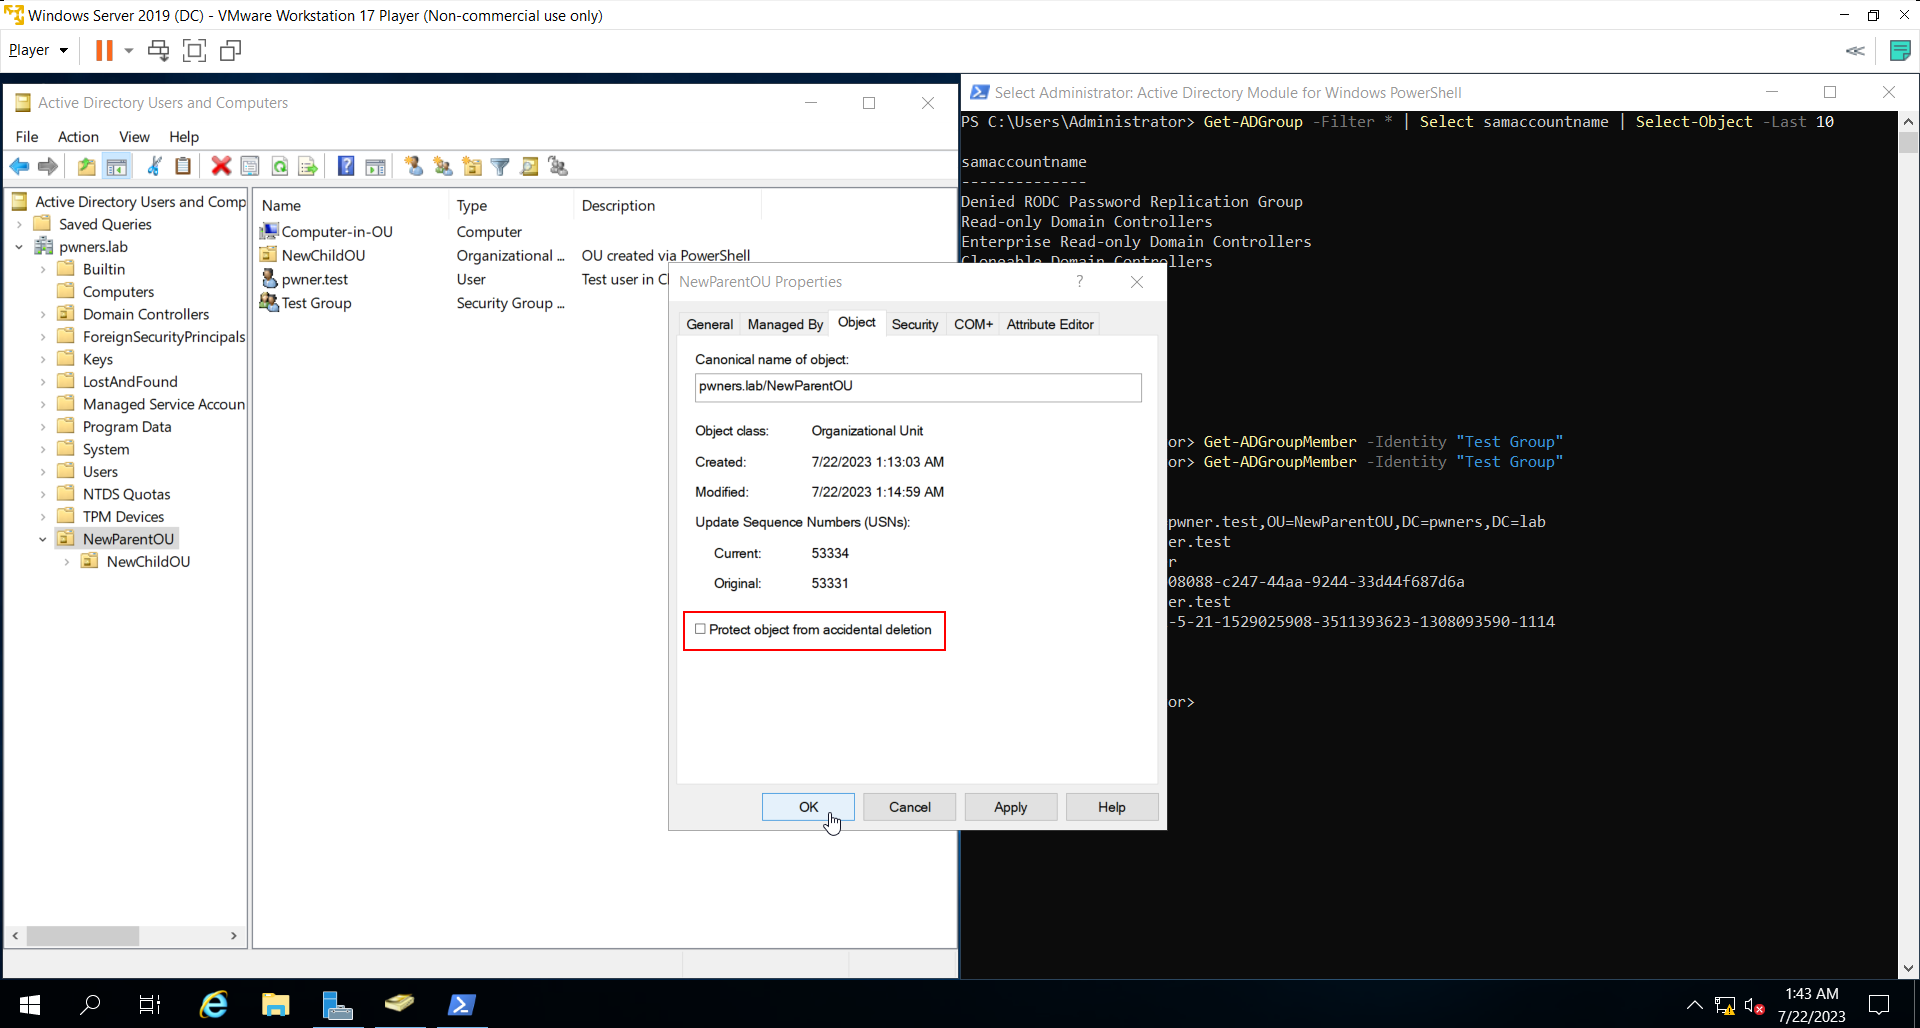 Windows Server 2019 (DC) - VMware Workstation 17 Player (Non-commercial use only)
Player
Active Directory Users and Computers
File Action View Help
Active Directory Users and Comp
Saved Queries
pwners.lab
Builtin
Computers
Domain Controllers
ForeignSecurityPrincipals
Keys
LostAndFound
Managed Service Accoun
Program Data
System
Users
NTDS Quotas
TPM Devices
NewParentOU
NewChildOU
Name Type Description
Computer-in-OU Computer
NewChildOU Organizational ... OU created via PowerShell
pwner.test User Test user in C
Test Group Security Group ...
NewParentOU Properties
General Managed By Object Security COM+ Attribute Editor
Canonical name of object:
pwners.lab/NewParentOU
Object class: Organizational Unit
Created: 7/22/2023 1:13:03 AM
Modified: 7/22/2023 1:14:59 AM
Update Sequence Numbers (USNs):
Current: 53334
Original: 53331
Protect object from accidental deletion
OK Cancel Apply Help
Select Administrator: Active Directory Module for Windows PowerShell
PS C:\Users\Administrator> Get-ADGroup -Filter * | Select samaccountname | Select-Object -Last 10
samaccountname
--------------
Denied RODC Password Replication Group
Read-only Domain Controllers
Enterprise Read-only Domain Controllers
Cloneable Domain Controllers
or> Get-ADGroupMember -Identity "Test Group"
or> Get-ADGroupMember -Identity "Test Group"
pwner.test,OU=NewParentOU,DC=pwners,DC=lab
er.test
r
08088-c247-44aa-9244-33d44f687d6a
er.test
-5-21-1529025908-3511393623-1308093590-1114
or>
1:43 AM
7/22/2023